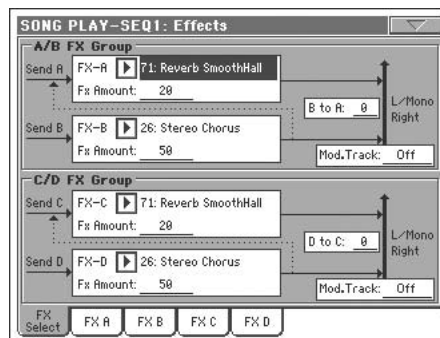 SONG PLAY-SEQ1: Effects
A/B FX Group
Send A FX-A 71: Reverb SmoothHall
Fx Amount: 20
B to A: 0
L/Mono
Right
Send B FX-B 26: Stereo Chorus
Fx Amount: 50
Mod.Track: Off
C/D FX Group
Send C FX-C 71: Reverb SmoothHall
Fx Amount: 20
D to C: 0
L/Mono
Right
Send D FX-D 26: Stereo Chorus
Fx Amount: 50
Mod.Track: Off
FX Select FX A FX B FX C FX D